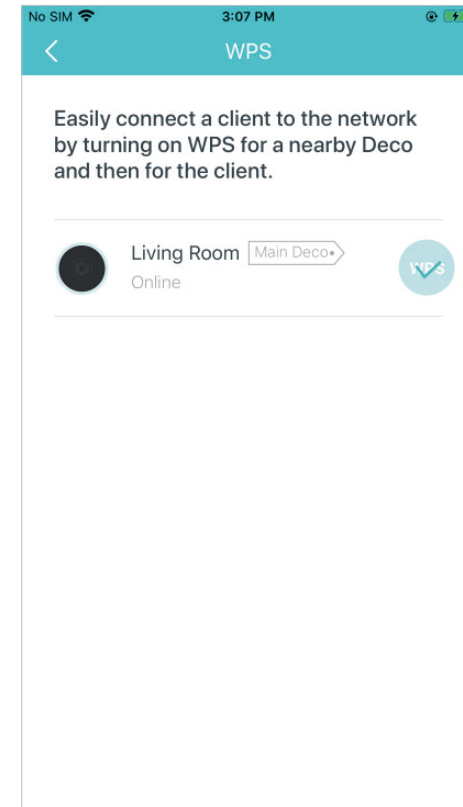 No SIM 3:07 PM
WPS
Easily connect a client to the network
by turning on WPS for a nearby Deco
and then for the client.
Living Room Main Deco
WPS
Online